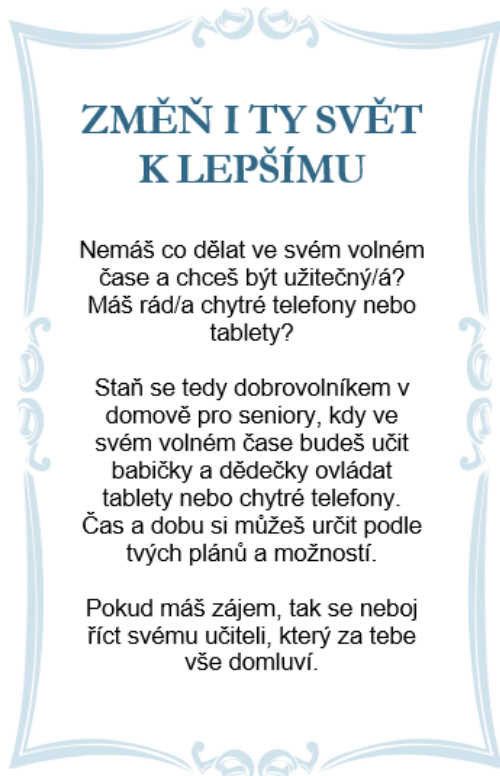 ZMĚŇ I TY SVĚT
K LEPŠÍMU
Nemáš co dělat ve svém volném
čase a chceš být užitečný/á?
Máš rád/a chytré telefony nebo
tablety?
Staň se tedy dobrovolníkem v
domově pro seniory, kdy ve
svém volném čase budeš učit
babičky a dědečky ovládat
tablety nebo chytré telefony.
Čas a dobu si můžeš určit podle
tvých plánů a možností.
Pokud máš zájem, tak se neboj
říct svému učiteli, který za tebe
vše domluví.